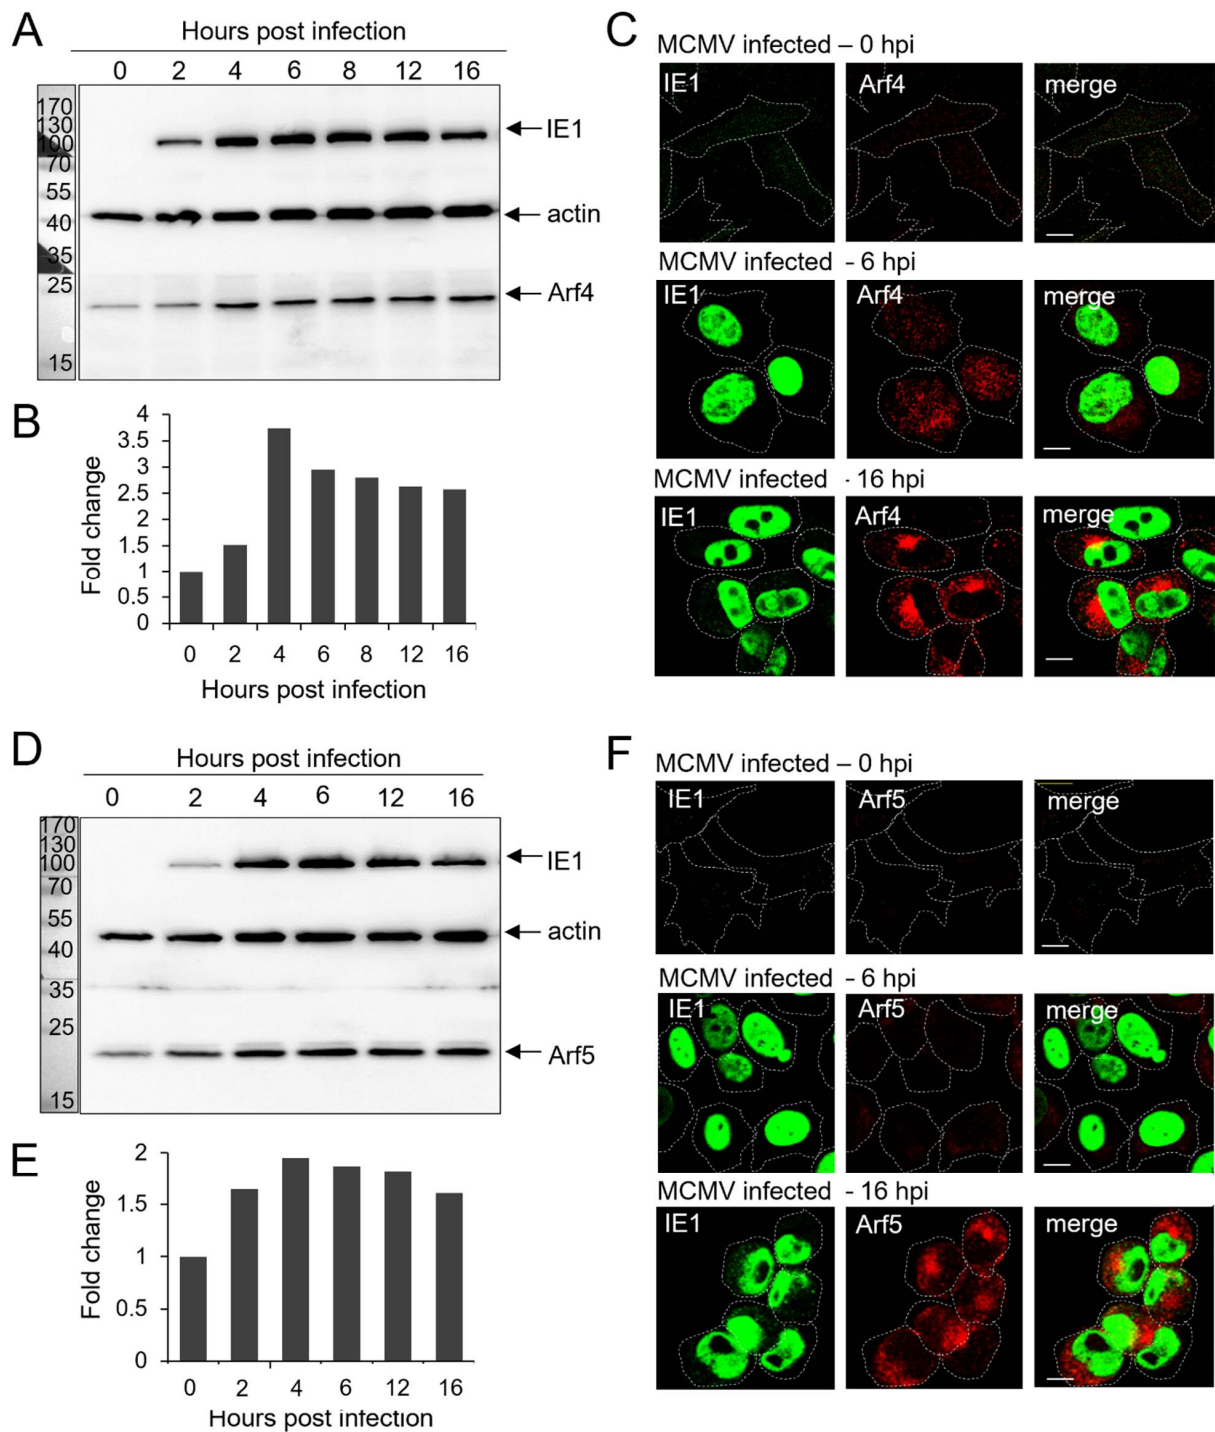 A
Hours post infection
0 2 4 6 8 12 16
170
130
100
70
55
40
35
25
15
IE1
actin
Arf4
B
Fold change
4
3.5
3
2.5
2
1.5
1
0.5
0
0 2 4 6 8 12 16
Hours post infection
C
MCMV infected – 0 hpi
IE1 Arf4 merge
MCMV infected - 6 hpi
IE1 Arf4 merge
MCMV infected - 16 hpi
IE1 Arf4 merge
D
Hours post infection
0 2 4 6 12 16
170
130
100
70
55
40
35
25
15
IE1
actin
Arf5
E
Fold change
2
1.5
1
0.5
0
0 2 4 6 12 16
Hours post infection
F
MCMV infected – 0 hpi
IE1 Arf5 merge
MCMV infected - 6 hpi
IE1 Arf5 merge
MCMV infected - 16 hpi
IE1 Arf5 merge